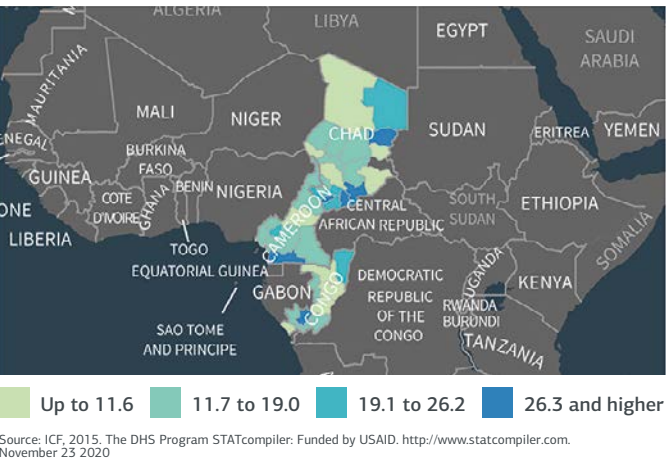 ALGERIA
LIBYA
EGYPT
SAUDI
ARABIA
MAURITANIA
MALI
NIGER
CHAD
SUDAN
ERITREA
YEMEN
ENEGAL
BURKINA
FASO
GUINEA
BENIN
NIGERIA
COTE
D'IVOIRE
GHANA
CENTRAL
AFRICAN REPUBLIC
SOUTH
SUDAN
ETHIOPIA
SOMALIA
ONE
LIBERIA
TOGO
CAMEROON
EQUATORIAL GUINEA
GABON
CONGO
DEMOCRATIC
REPUBLIC
OF THE
CONGO
UGANDA
KENYA
RWANDA
BURUNDI
TANZANIA
SAO TOME
AND PRINCIPE
Up to 11.6
11.7 to 19.0
19.1 to 26.2
26.3 and higher
Source: ICF, 2015. The DHS Program STATcompiler: Funded by USAID. http://www.statcompiler.com.
November 23 2020